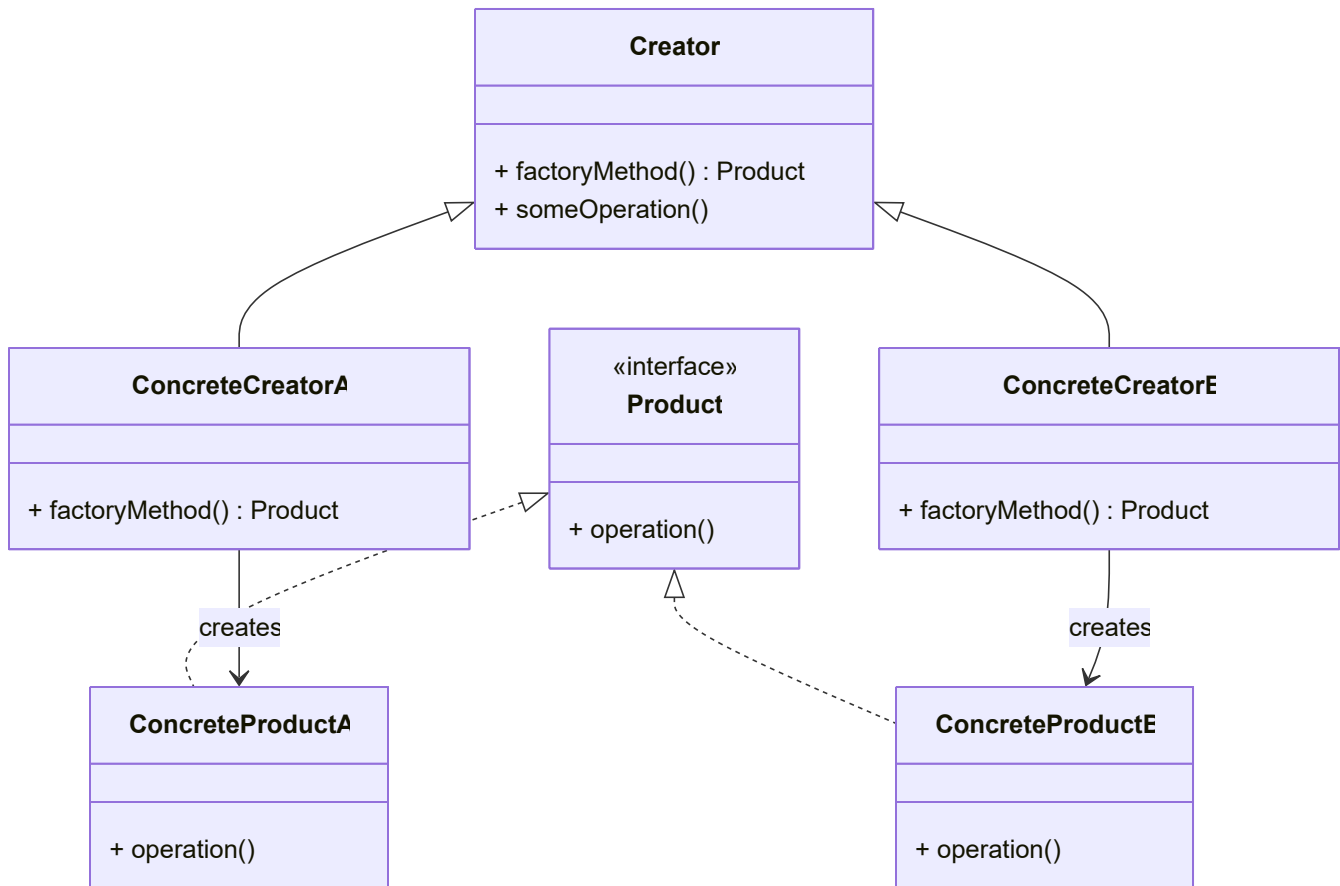 Creator
+ factoryMethod() : Product
+ someOperation()
ConcreteCreatorA
+ factoryMethod() : Product
«interface»
Product
+ operation()
ConcreteCreatorB
+ factoryMethod() : Product
creates
creates
ConcreteProductA
+ operation()
ConcreteProductB
+ operation()